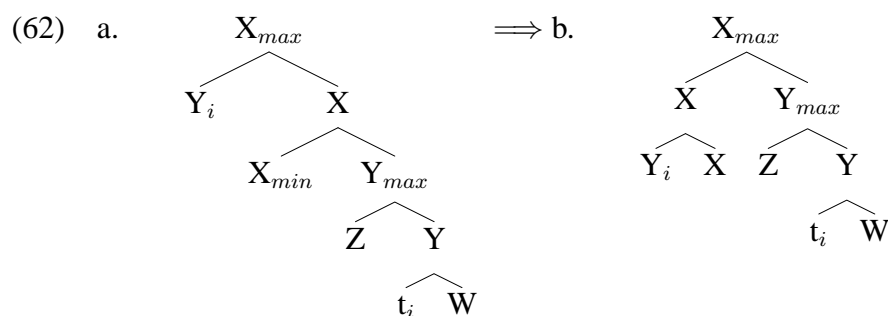 (62) a. X_max ⟹ b. X_max
Y_i X X Y_max
X_min Y_max Y_i X Z Y
Z Y t_i W
t_i W